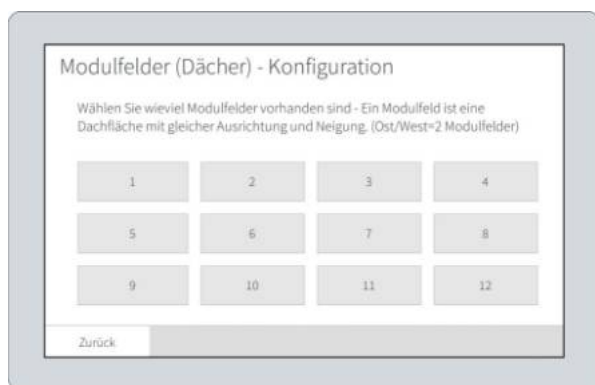 Modulfelder (Dächer) - Konfiguration
Wählen Sie wieviel Modulfelder vorhanden sind - Ein Modulfeld ist eine
Dachfläche mit gleicher Ausrichtung und Neigung. (Ost/West=2 Modulfelder)
1 2 3 4
5 6 7 8
9 10 11 12
Zurück